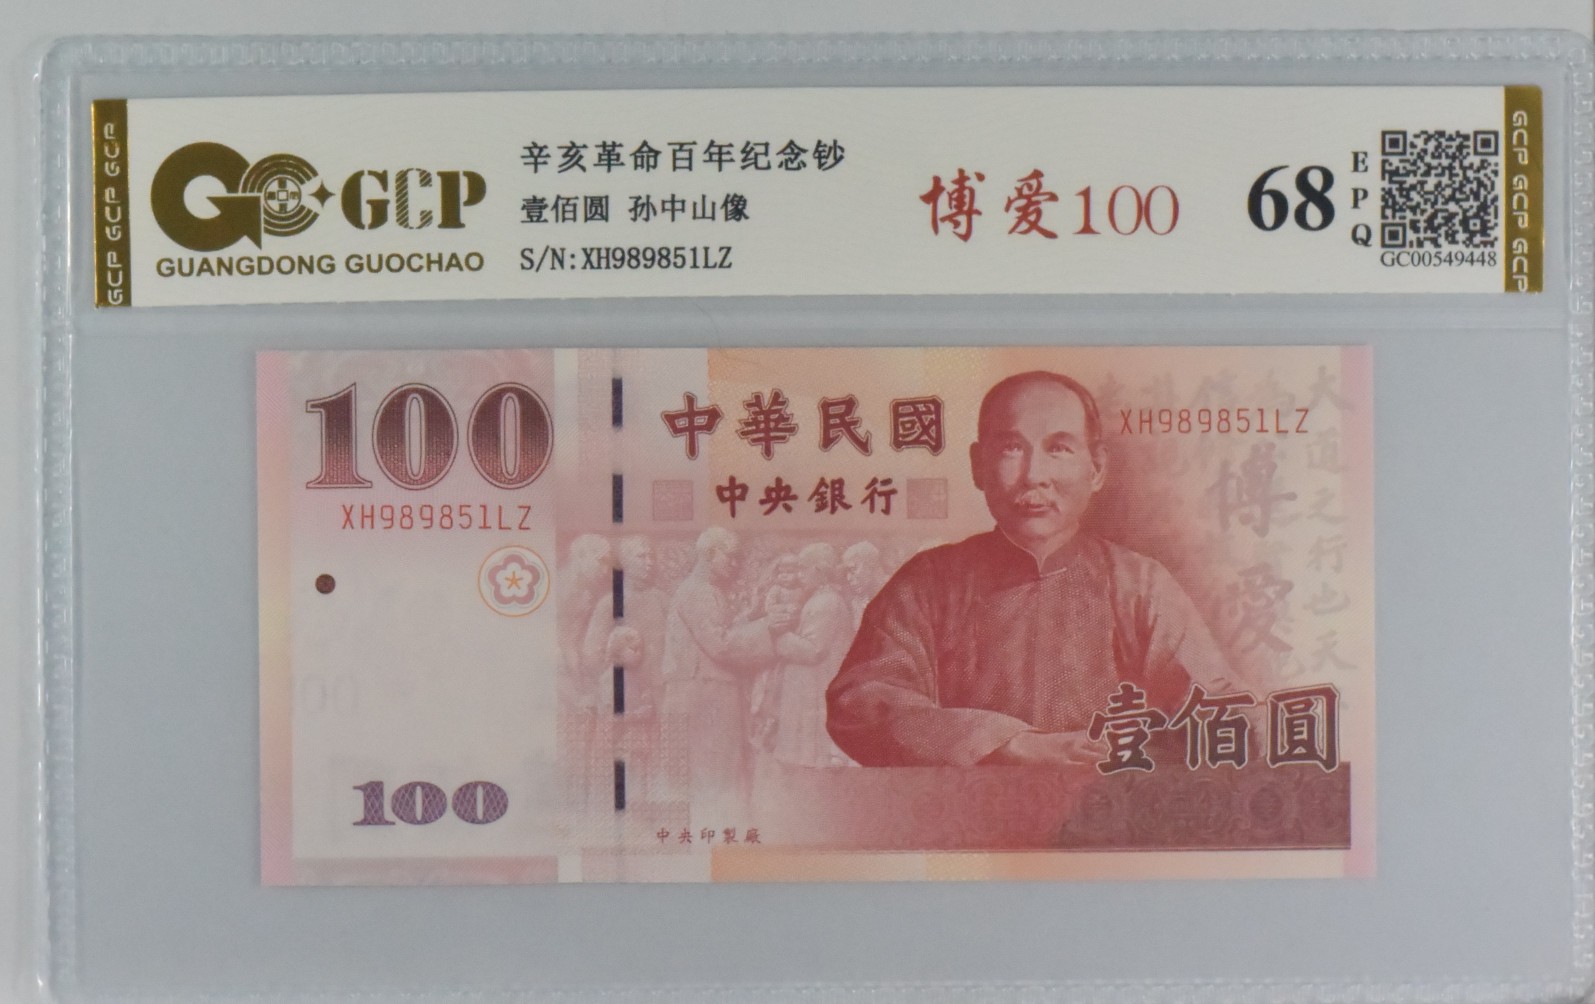 GCP
GUANGDONG GUOCHAO
辛亥革命百年纪念钞
壹佰圆 孙中山像
S/N:XH989851LZ
博爱100
68
EPQ
GC00549448
GCP GCP GCP
GCP GCP GCP
100
XH989851LZ
中華民國
中央銀行
XH989851LZ
博愛
大道之行也天
壹佰圓
100
中央印製廠